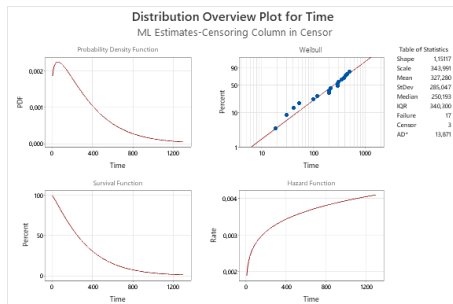 Distribution Overview Plot for Time
ML Estimates-Censoring Column in Censor
Probability Density Function
0,002
0,001
0,000
PDF
0 400 800 1200
Time
Weibull
90
50
10
1
Percent
10 100 1000
Time
Table of Statistics
Shape 1,15117
Scale 343,991
Mean 327,280
StDev 285,047
Median 250,193
IQR 340,300
Failure 17
Censor 3
AD* 13,871
Survival Function
100
50
0
Percent
0 400 800 1200
Time
Hazard Function
0,004
0,003
0,002
Rate
0 400 800 1200
Time